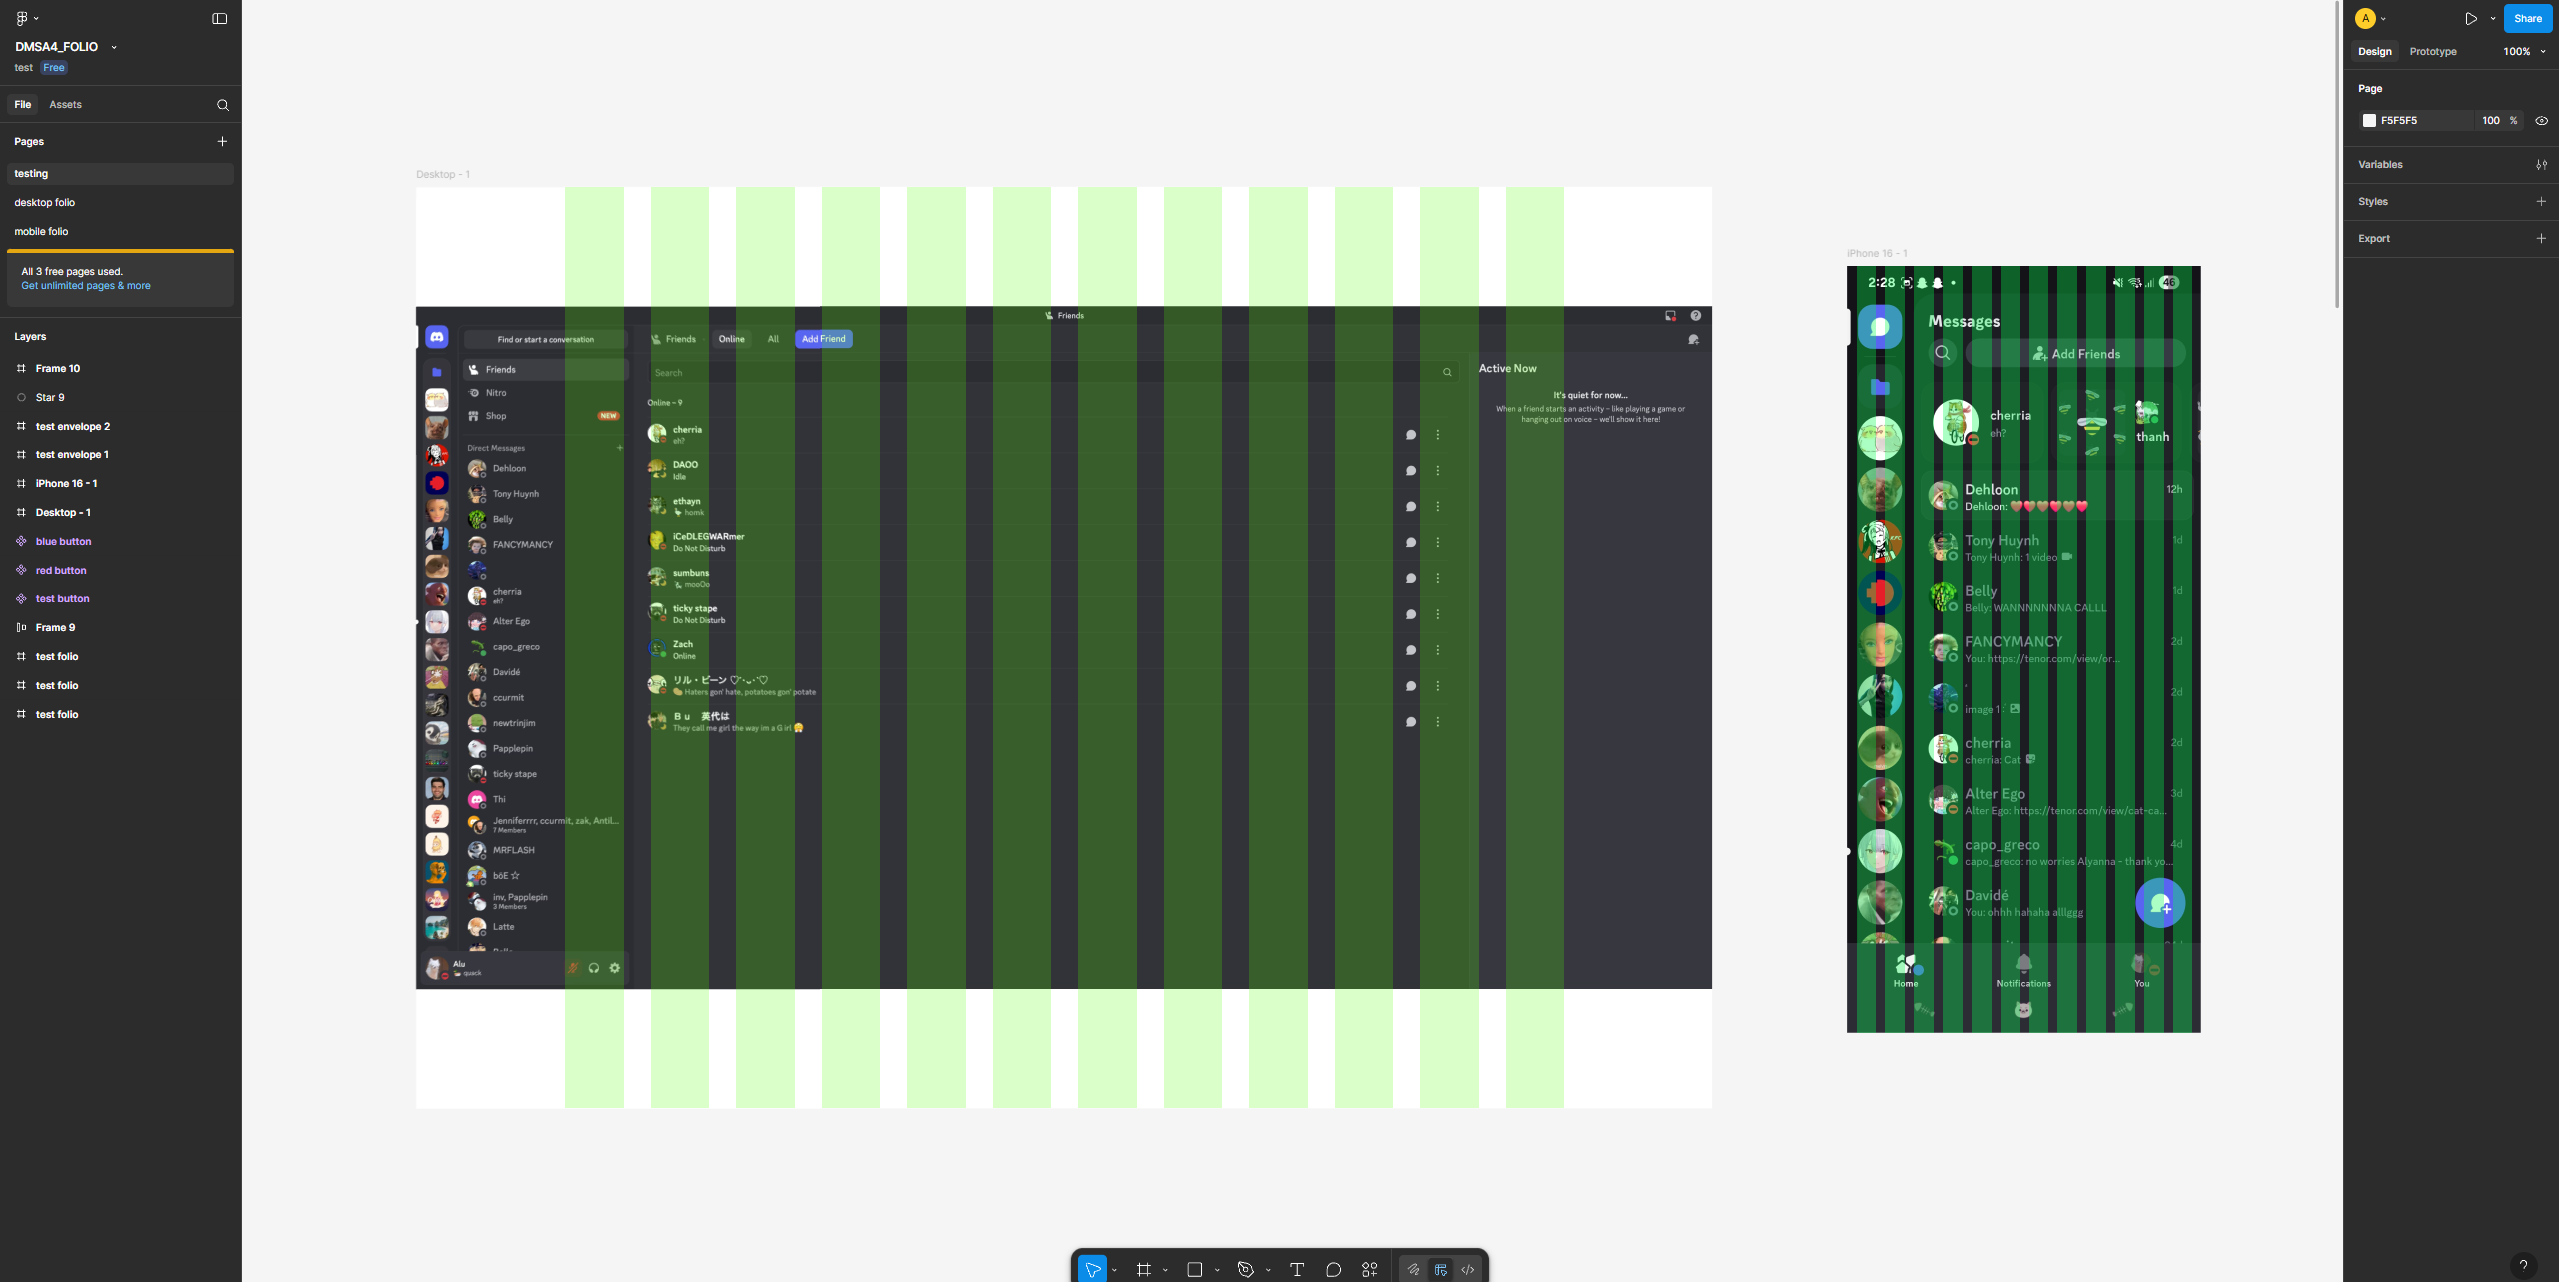 DMSA4_FOLIO
test Free
File Assets
Pages
testing
desktop folio
mobile folio
All 3 free pages used.
Get unlimited pages & more
Layers
Frame 10
Star 9
test envelope 2
test envelope 1
iPhone 16 - 1
Desktop - 1
blue button
red button
test button
Frame 9
test folio
test folio
test folio
Desktop - 1
Friends
Find or start a conversation
Friends
Nitro
Shop NEW
Direct Messages
Dehloon
Tony Huynh
Belly
FANCYMANCY
cherria
eh?
Alter Ego
capo_greco
Davidé
ccurmit
newtrinjim
Papplepin
ticky stape
Thi
Jenniferrrr, ccurmit, zak, Antil...
7 Members
MRFLASH
böE ☆
inv, Papplepin
3 Members
Latte
Alu
quack
Friends Online All Add Friend
Search
Online – 9
cherria
eh?
DAOO
Idle
ethayn
homk
iCeDLEGWARmer
Do Not Disturb
sumbuns
mooOo
ticky stape
Do Not Disturb
Zach
Online
リル・ビーン
Haters gon' hate, potatoes gon' potate
Bu 英代は
They call me girl the way im a G irl
Active Now
It's quiet for now...
When a friend starts an activity – like playing a game or
hanging out on voice – we'll show it here!
iPhone 16 - 1
2:28 46
Messages
Add Friends
cherria
eh?
thanh
Dehloon 12h
Dehloon: ♥♥♥♥♥♥
Tony Huynh 1d
Tony Huynh: 1 video
Belly 1d
Belly: WANNNNNNNA CALLL
FANCYMANCY 2d
You: https://tenor.com/view/or...
2d
image 1
cherria 2d
cherria: Cat
KFC
Alter Ego 3d
Alter Ego: https://tenor.com/view/cat-ca...
capo_greco 4d
capo_greco: no worries Alyanna - thank yo...
Davidé
You: ohhh hahaha alllggg
Home Notifications You
A Share
Design Prototype 100%
Page
F5F5F5 100 %
Variables
Styles
Export
?